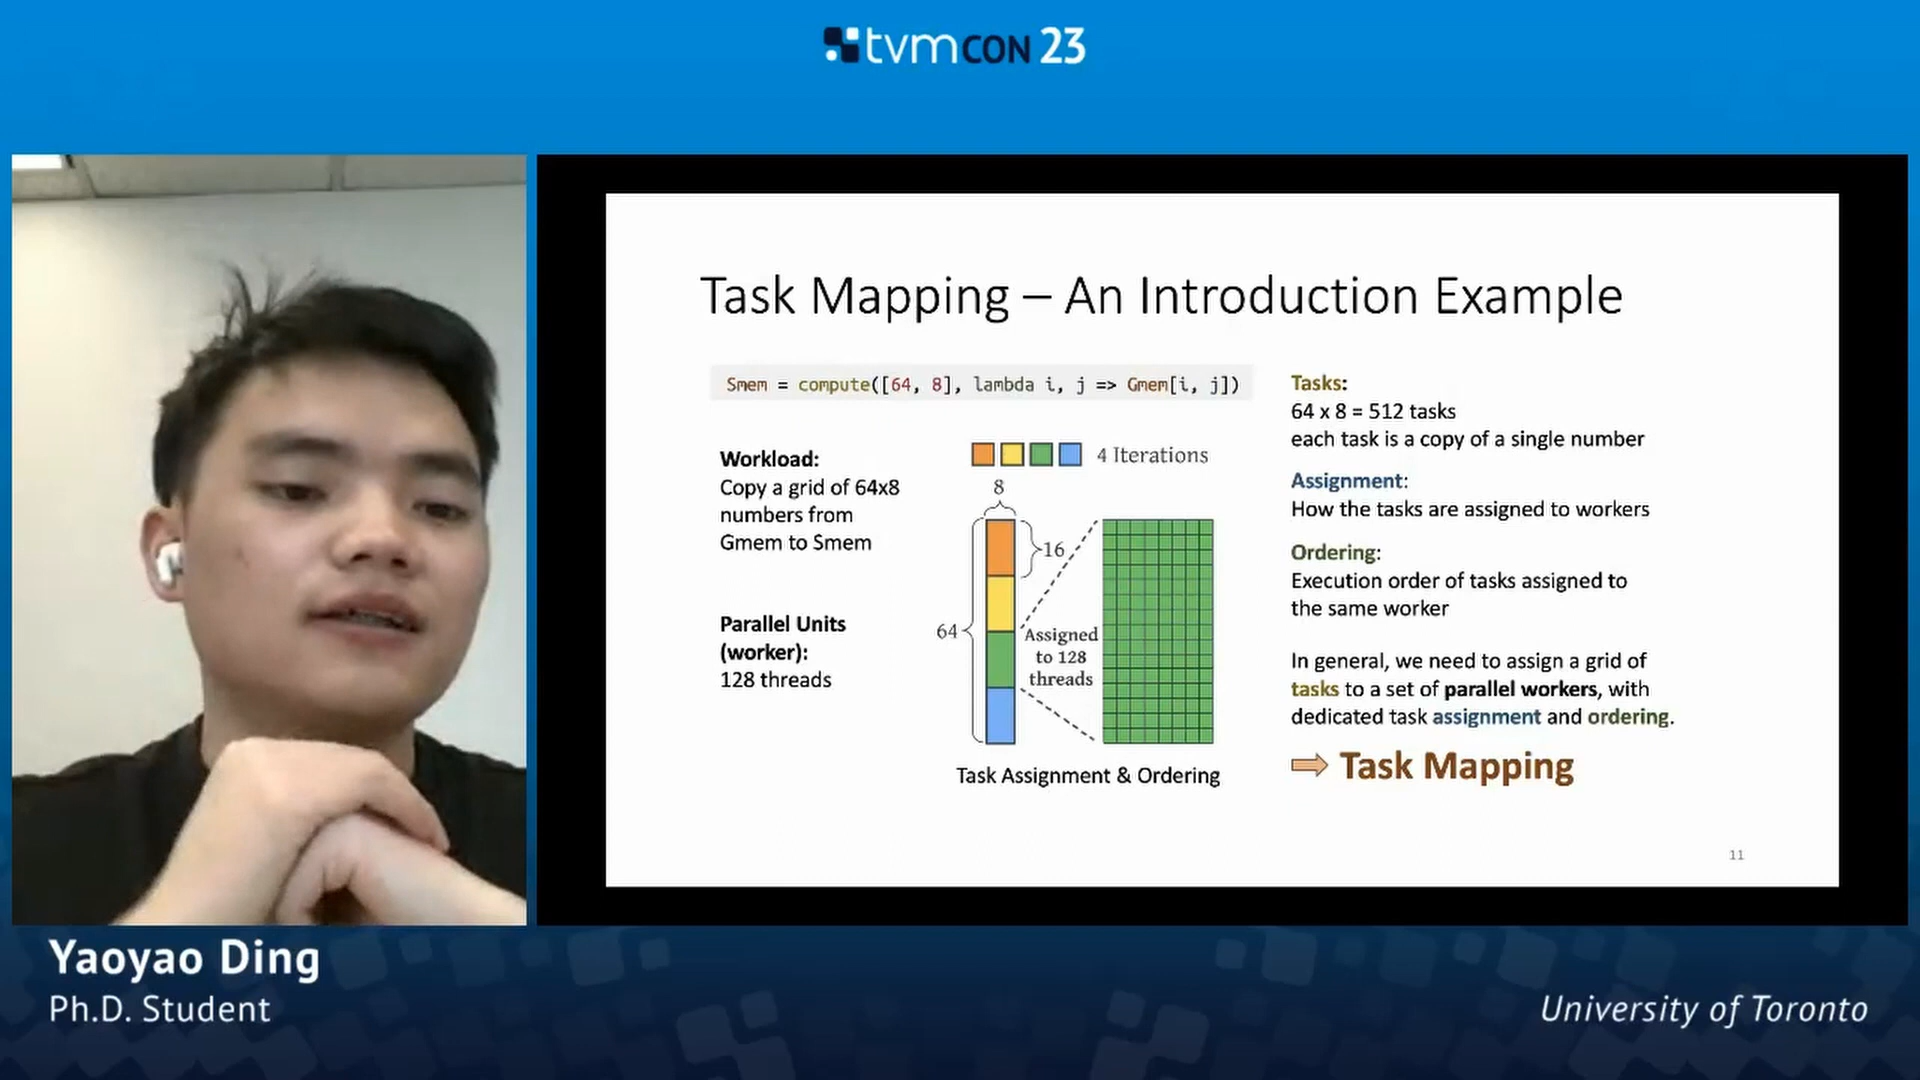 tvmCON 23
Task Mapping – An Introduction Example
Smem = compute([64, 8], lambda i, j => Gmem[i, j])
Workload:
Copy a grid of 64x8
numbers from
Gmem to Smem
Parallel Units
(worker):
128 threads
4 Iterations
8
16
64
Assigned
to 128
threads
Task Assignment & Ordering
Tasks:
64 x 8 = 512 tasks
each task is a copy of a single number
Assignment:
How the tasks are assigned to workers
Ordering:
Execution order of tasks assigned to
the same worker
In general, we need to assign a grid of
tasks to a set of parallel workers, with
dedicated task assignment and ordering.
Task Mapping
11
Yaoyao Ding
Ph.D. Student
University of Toronto